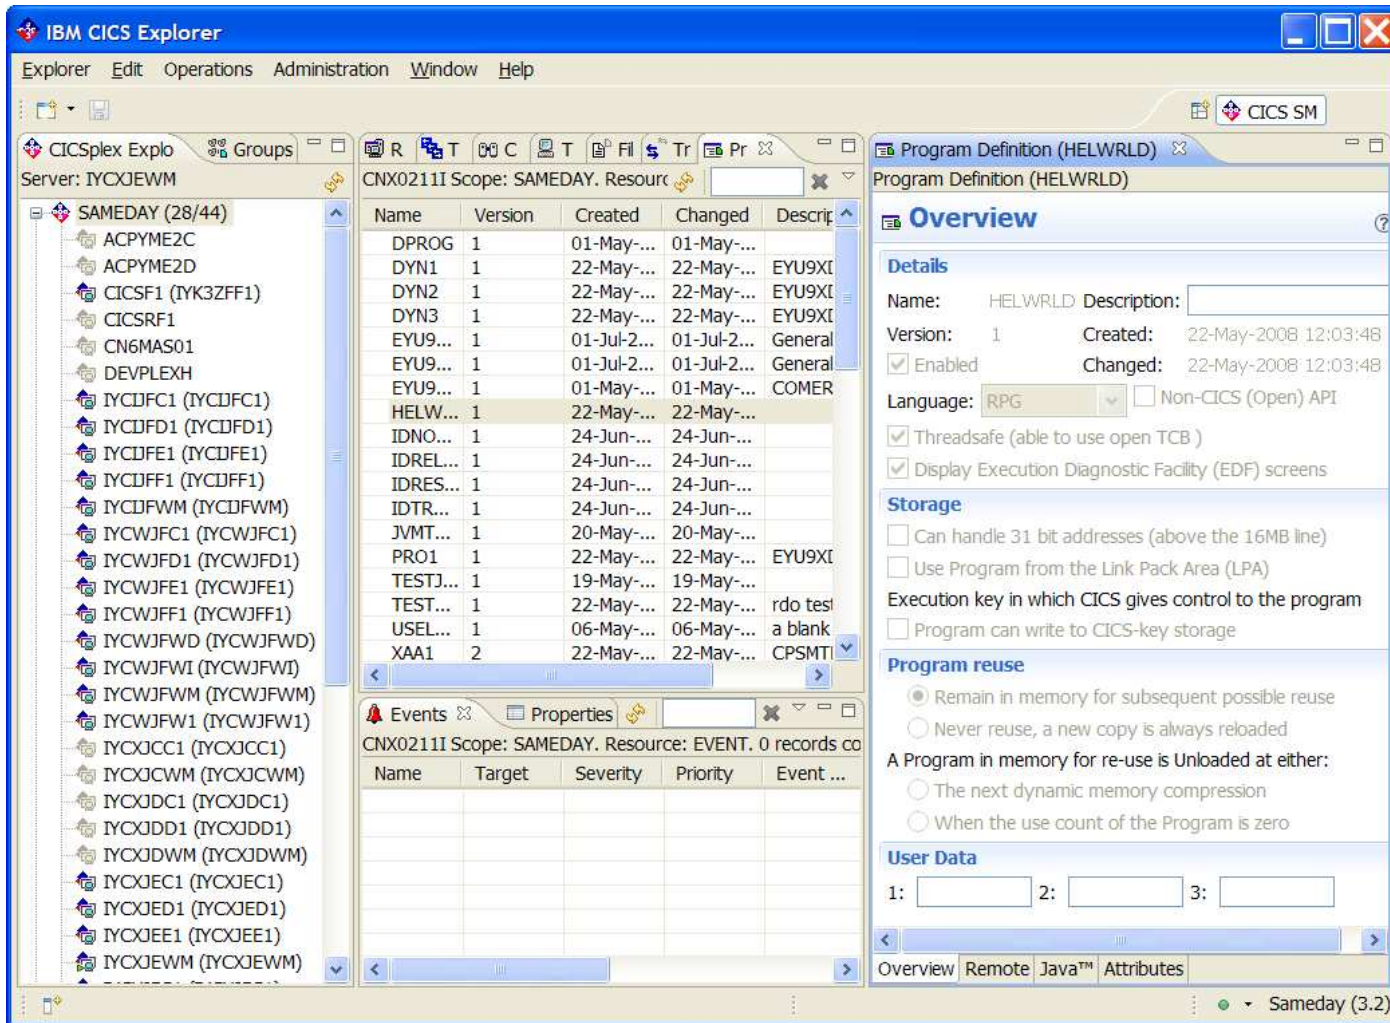 IBM CICS Explorer
Explorer Edit Operations Administration Window Help
CICS SM
CICSplex Explo Groups
Server: IYCXJEWM
SAMEDAY (28/44)
ACPYME2C
ACPYME2D
CICSF1 (IYK3ZFF1)
CICSRF1
CN6MAS01
DEVPLEXH
IYCIJFC1 (IYCIJFC1)
IYCIJFD1 (IYCIJFD1)
IYCIJFE1 (IYCIJFE1)
IYCIJFF1 (IYCIJFF1)
IYCIJFWM (IYCIJFWM)
IYCWJFC1 (IYCWJFC1)
IYCWJFD1 (IYCWJFD1)
IYCWJFE1 (IYCWJFE1)
IYCWJFF1 (IYCWJFF1)
IYCWJFWD (IYCWJFWD)
IYCWJFWI (IYCWJFWI)
IYCWJFWM (IYCWJFWM)
IYCWJFW1 (IYCWJFW1)
IYCXJCC1 (IYCXJCC1)
IYCXJCWM (IYCXJCWM)
IYCXJDC1 (IYCXJDC1)
IYCXJDD1 (IYCXJDD1)
IYCXJDWM (IYCXJDWM)
IYCXJEC1 (IYCXJEC1)
IYCXJED1 (IYCXJED1)
IYCXJEE1 (IYCXJEE1)
IYCXJEWM (IYCXJEWM)
R T C T Fil Tr Pr
CNX0211I Scope: SAMEDAY. Resourc
Name Version Created Changed Descrip
DPROG 1 01-May-... 01-May-...
DYN1 1 22-May-... 22-May-... EYU9XD
DYN2 1 22-May-... 22-May-... EYU9XD
DYN3 1 22-May-... 22-May-... EYU9XD
EYU9... 1 01-Jul-2... 01-Jul-2... General
EYU9... 1 01-Jul-2... 01-Jul-2... General
EYU9... 1 01-May-... 01-May-... COMER
HELW... 1 22-May-... 22-May-...
IDNO... 1 24-Jun-... 24-Jun-...
IDREL... 1 24-Jun-... 24-Jun-...
IDRES... 1 24-Jun-... 24-Jun-...
IDTR... 1 24-Jun-... 24-Jun-...
JVMT... 1 20-May-... 20-May-...
PRO1 1 22-May-... 22-May-... EYU9XD
TESTJ... 1 19-May-... 19-May-...
TEST... 1 22-May-... 22-May-... rdo test
USEL... 1 06-May-... 06-May-... a blank
XAA1 2 22-May-... 22-May-... CPSMTI
Events Properties
CNX0211I Scope: SAMEDAY. Resource: EVENT. 0 records co
Name Target Severity Priority Event ...
Program Definition (HELWRLD)
Program Definition (HELWRLD)
Overview
Details
Name: HELWRLD Description:
Version: 1 Created: 22-May-2008 12:03:48
Enabled Changed: 22-May-2008 12:03:48
Language: RPG Non-CICS (Open) API
Threadsafe (able to use open TCB )
Display Execution Diagnostic Facility (EDF) screens
Storage
Can handle 31 bit addresses (above the 16MB line)
Use Program from the Link Pack Area (LPA)
Execution key in which CICS gives control to the program
Program can write to CICS-key storage
Program reuse
Remain in memory for subsequent possible reuse
Never reuse, a new copy is always reloaded
A Program in memory for re-use is Unloaded at either:
The next dynamic memory compression
When the use count of the Program is zero
User Data
1: 2: 3:
Overview Remote Java™ Attributes
Sameday (3.2)